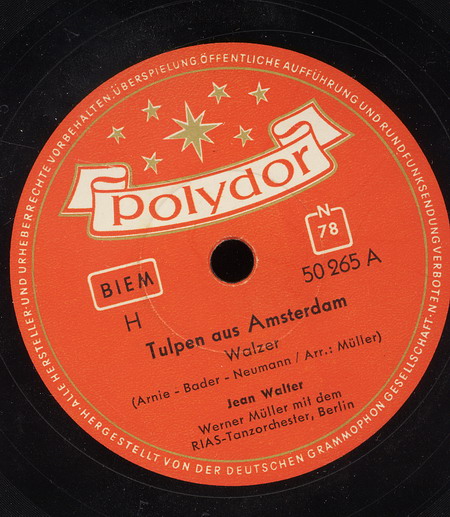 ALLE HERSTELLER- UND URHEBERRECHTE VORBEHALTEN, ÜBERSPIELUNG, ÖFFENTLICHE AUFFÜHRUNG UND RUNDFUNKSENDUNG VERBOTEN
polydor
N
78
BIEM
50 265 A
H
Tulpen aus Amsterdam
Walzer
(Arnie - Bader - Neumann / Arr.: Müller)
Jean Walter
Werner Müller mit dem
RIAS-Tanzorchester, Berlin
HERGESTELLT VON DER DEUTSCHEN GRAMMOPHON GESELLSCHAFT